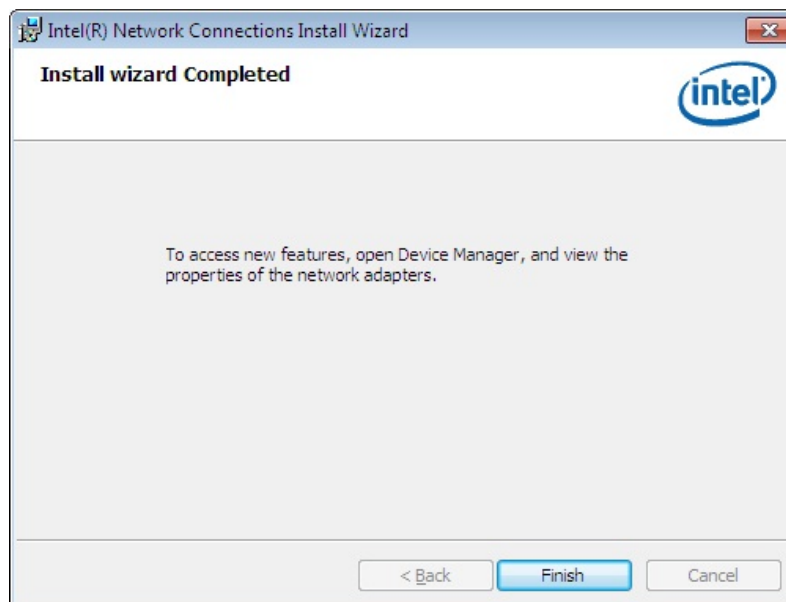 Intel(R) Network Connections Install Wizard
Install wizard Completed
intel
To access new features, open Device Manager, and view the
properties of the network adapters.
< Back
Finish
Cancel